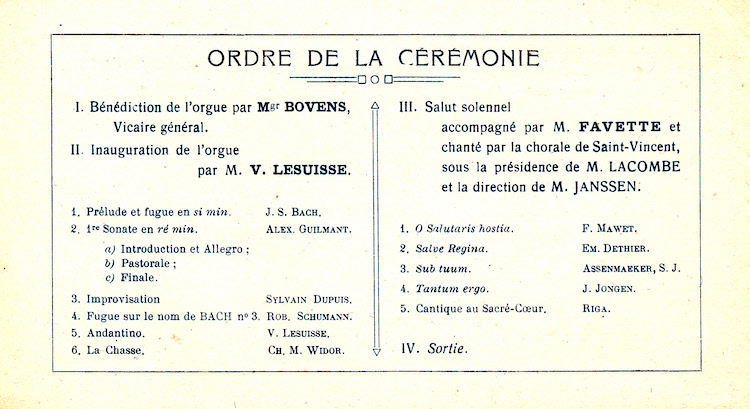 ORDRE DE LA CÉRÉMONIE
I. Bénédiction de l'orgue par Mgr BOVENS,
Vicaire général.
II. Inauguration de l'orgue
par M. V. LESUISSE.
1. Prélude et fugue en si min. J. S. BACH.
2. 1re Sonate en ré min. ALEX. GUILMANT.
a) Introduction et Allegro ;
b) Pastorale ;
c) Finale.
3. Improvisation SYLVAIN DUPUIS.
4. Fugue sur le nom de BACH no 3. ROB. SCHUMANN.
5. Andantino. V. LESUISSE.
6. La Chasse. CH. M. WIDOR.
III. Salut solennel
accompagné par M. FAVETTE et
chanté par la chorale de Saint-Vincent,
sous la présidence de M. LACOMBE
et la direction de M. JANSSEN.
1. O Salutaris hostia. F. MAWET.
2. Salve Regina. EM. DETHIER.
3. Sub tuum. ASSENMAEKER, S. J.
4. Tantum ergo. J. JONGEN.
5. Cantique au Sacré-Cœur. RIGA.
IV. Sortie.